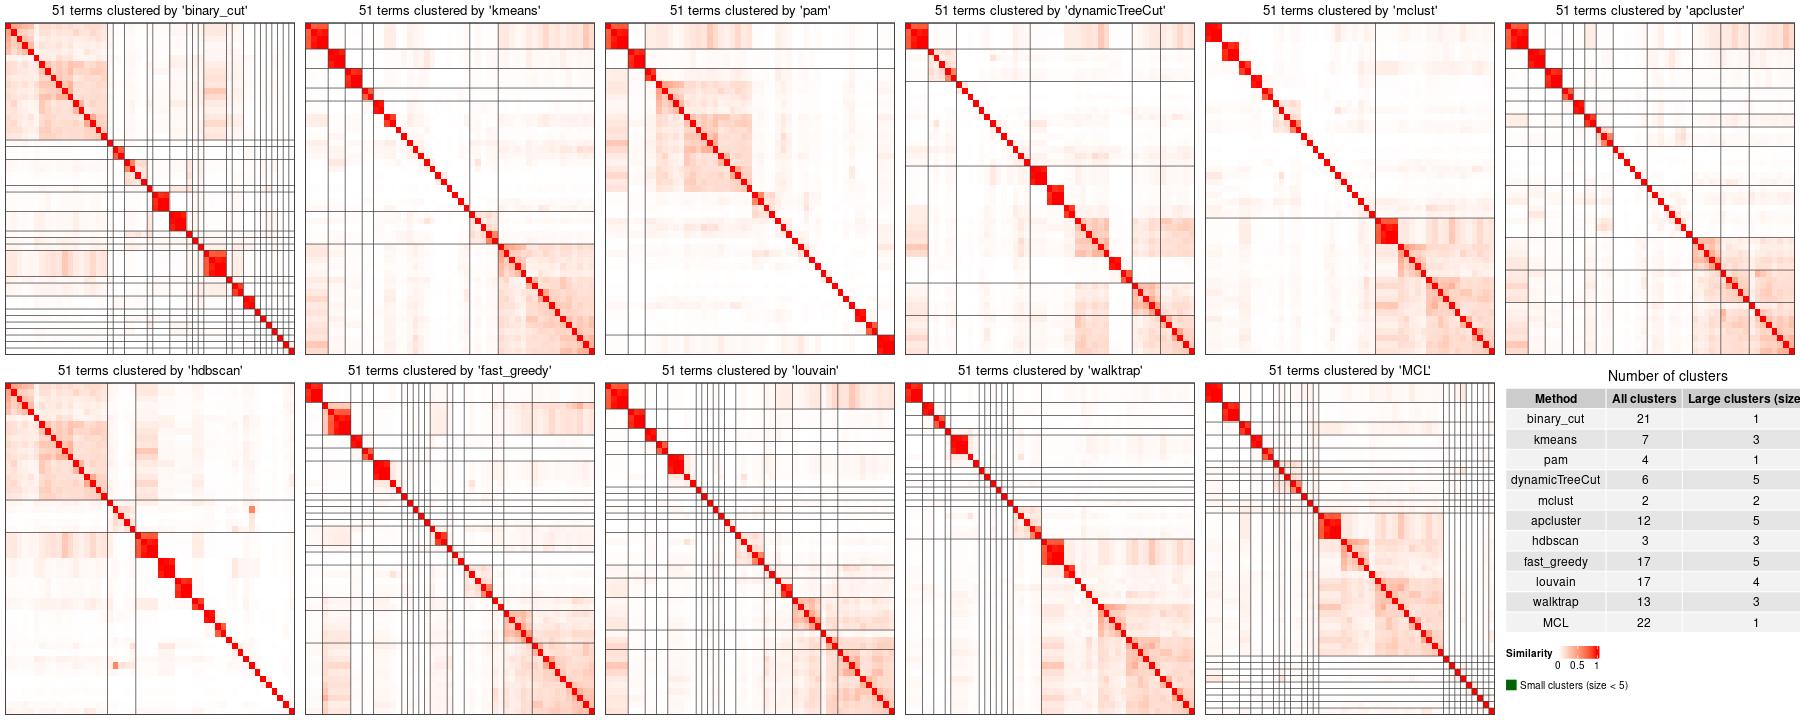 51 terms clustered by 'binary_cut'
51 terms clustered by 'kmeans'
51 terms clustered by 'pam'
51 terms clustered by 'dynamicTreeCut'
51 terms clustered by 'mclust'
51 terms clustered by 'apcluster'
51 terms clustered by 'hdbscan'
51 terms clustered by 'fast_greedy'
51 terms clustered by 'louvain'
51 terms clustered by 'walktrap'
51 terms clustered by 'MCL'
Number of clusters
Method All clusters Large clusters (size
binary_cut 21 1
kmeans 7 3
pam 4 1
dynamicTreeCut 6 5
mclust 2 2
apcluster 12 5
hdbscan 3 3
fast_greedy 17 5
louvain 17 4
walktrap 13 3
MCL 22 1
Similarity
0 0.5 1
Small clusters (size < 5)